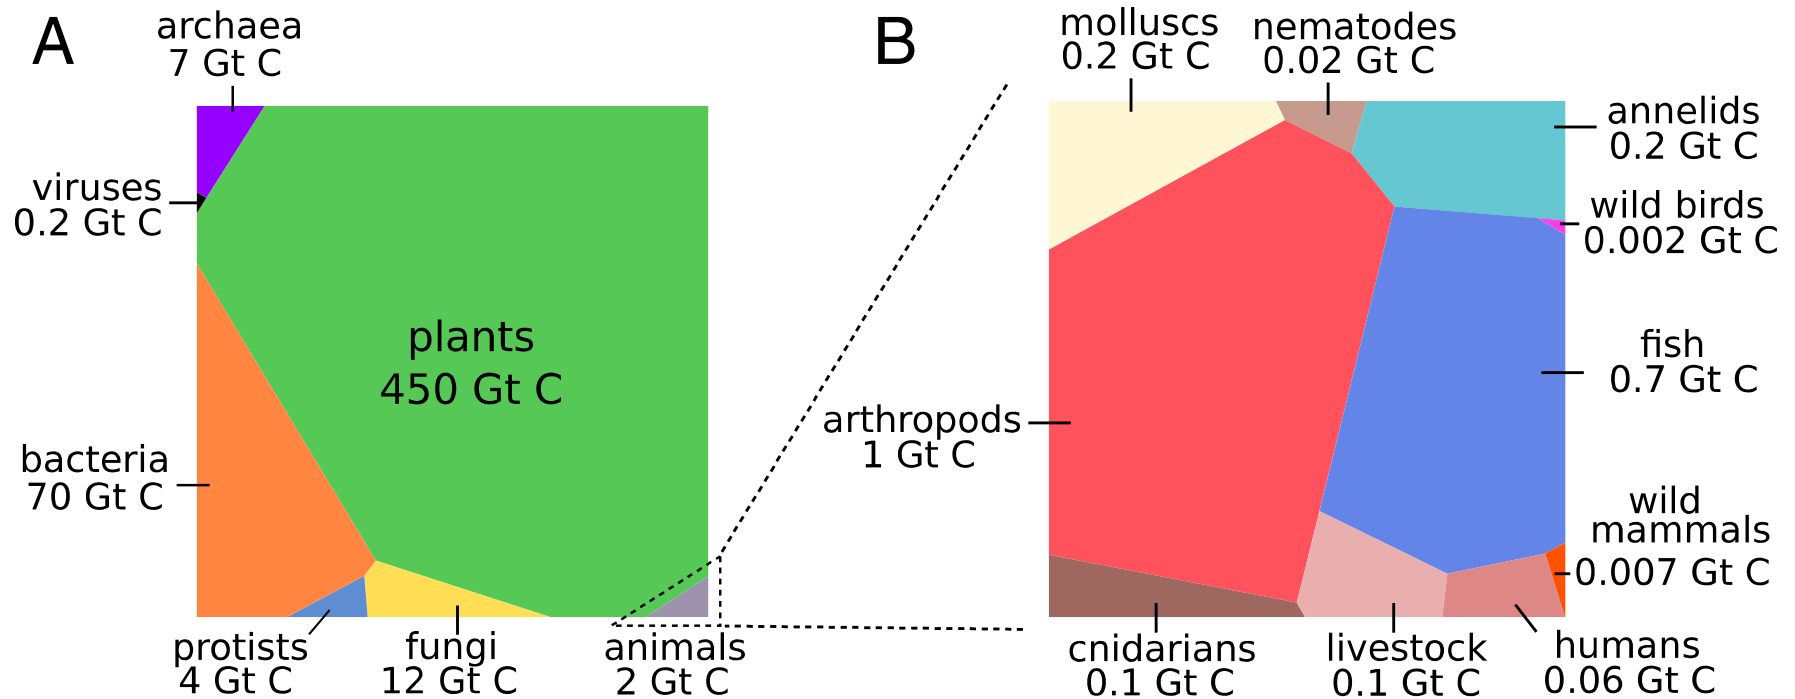 A
archaea
7 Gt C
viruses
0.2 Gt C
plants
450 Gt C
bacteria
70 Gt C
protists
4 Gt C
fungi
12 Gt C
animals
2 Gt C
B
molluscs
0.2 Gt C
nematodes
0.02 Gt C
annelids
0.2 Gt C
wild birds
0.002 Gt C
fish
0.7 Gt C
arthropods
1 Gt C
wild
mammals
0.007 Gt C
cnidarians
0.1 Gt C
livestock
0.1 Gt C
humans
0.06 Gt C